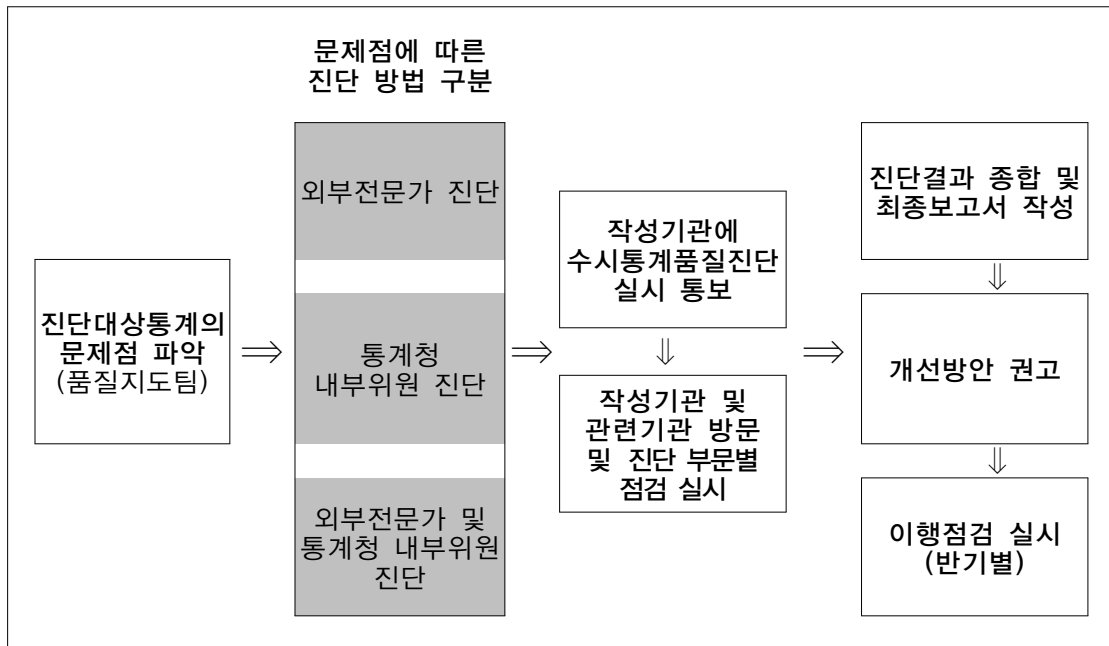 문제점에 따른
진단 방법 구분
진단대상통계의
문제점 파악
(품질지도팀)
⇒
외부전문가 진단
통계청
내부위원 진단
외부전문가 및
통계청 내부위원
진단
⇒
작성기관에
수시통계품질진단
실시 통보
⇓
작성기관 및
관련기관 방문
및 진단 부문별
점검 실시
⇒
진단결과 종합 및
최종보고서 작성
⇓
개선방안 권고
⇓
이행점검 실시
(반기별)